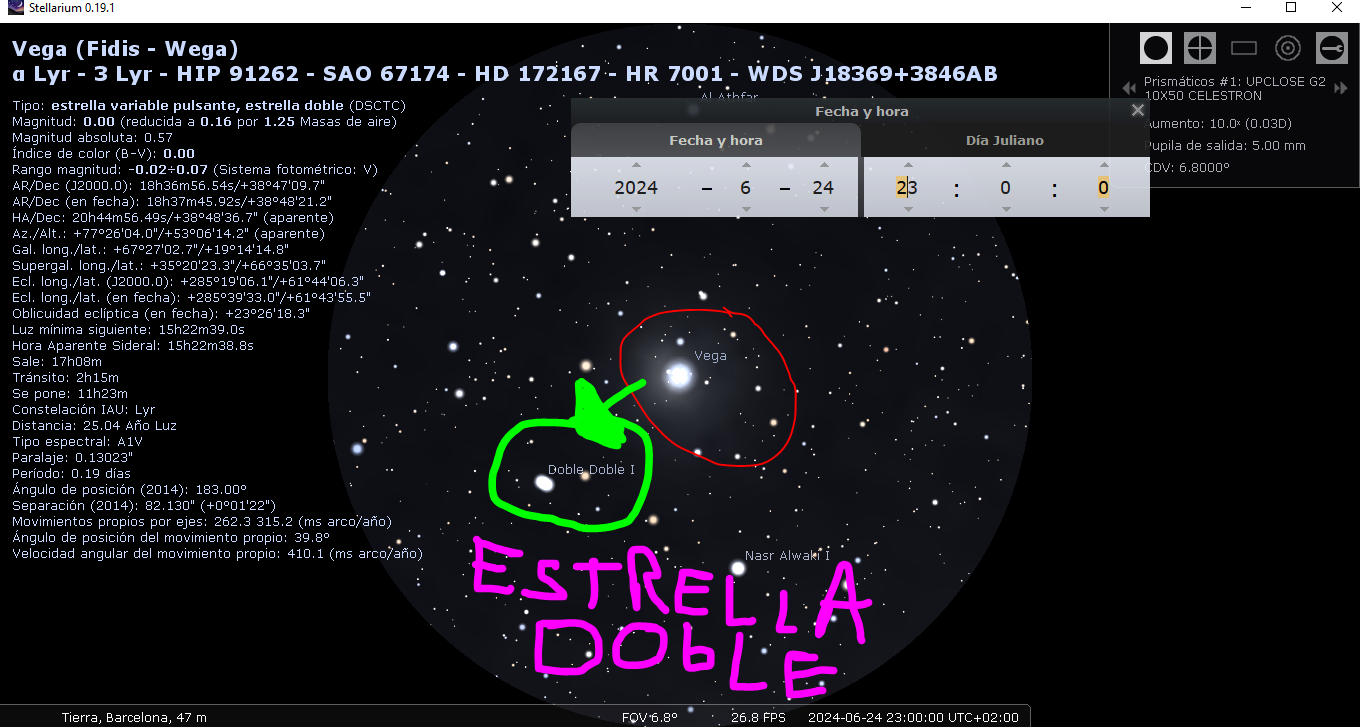 Stellarium 0.19.1
Vega (Fidis - Wega)
α Lyr - 3 Lyr - HIP 91262 - SAO 67174 - HD 172167 - HR 7001 - WDS J18369+3846AB
Tipo: estrella variable pulsante, estrella doble (DSCTC)
Magnitud: 0.00 (reducida a 0.16 por 1.25 Masas de aire)
Magnitud absoluta: 0.57
Índice de color (B-V): 0.00
Rango magnitud: -0.02÷0.07 (Sistema fotométrico: V)
AR/Dec (J2000.0): 18h36m56.54s/+38°47'09.7"
AR/Dec (en fecha): 18h37m45.92s/+38°48'21.2"
HA/Dec: 20h44m56.49s/+38°48'36.7" (aparente)
Az./Alt.: +77°26'04.0"/+53°06'14.2" (aparente)
Gal. long./lat.: +67°27'02.7"/+19°14'14.8"
Supergal. long./lat.: +35°20'23.3"/+66°35'03.7"
Ecl. long./lat. (J2000.0): +285°19'06.1"/+61°44'06.3"
Ecl. long./lat. (en fecha): +285°39'33.0"/+61°43'55.5"
Oblicuidad eclíptica (en fecha): +23°26'18.3"
Luz mínima siguiente: 15h22m39.0s
Hora Aparente Sideral: 15h22m38.8s
Sale: 17h08m
Tránsito: 2h15m
Se pone: 11h23m
Constelación IAU: Lyr
Distancia: 25.04 Año Luz
Tipo espectral: A1V
Paralaje: 0.13023"
Período: 0.19 días
Ángulo de posición (2014): 183.00°
Separación (2014): 82.130" (+0°01'22")
Movimientos propios por ejes: 262.3 315.2 (ms arco/año)
Ángulo de posición del movimiento propio: 39.8°
Velocidad angular del movimiento propio: 410.1 (ms arco/año)
Al Athfar
Fecha y hora
Fecha y hora Día Juliano
2024 - 6 - 24 23 : 0 : 0
Prismáticos #1: UPCLOSE G2
10X50 CELESTRON
Aumento: 10.0ˣ (0.03D)
Pupila de salida: 5.00 mm
CDV: 6.8000°
Vega
Doble Doble I
Nasr Alwaki I
ESTRELLA
DObLE
Tierra, Barcelona, 47 m FOV 6.8° 26.8 FPS 2024-06-24 23:00:00 UTC+02:00